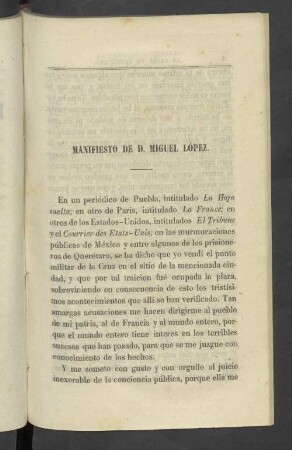 MANIFIESTO DE D. MIGUEL LÓPEZ.
En un periódico de Puebla, intitulado La Hoja
suelta; en otro de Paris, intitulado La France; en
otros de los Estados-Unidos, intitulados El Tribune
y el Courrier des Etats-Unis; en las murmuraciones
públicas de México y entre algunos de los prisione-
ros de Querétaro, se ha dicho que yo vendí el punto
militar de la Cruz en el sitio de la mencionada ciu-
dad, y que por tal traicion fué ocupada la plaza,
sobreviniendo en consecuencia de esto los tristísi-
mos acontecimientos que allí se han verificado. Tan
amargas acusaciones me hacen dirigirme al pueblo
de mi patria, al de Francia y al mundo entero, por-
que el mundo entero tiene interes en los terribles
sucesos que han pasado, para que se me juzgue con
conocimiento de los hechos.
Y me someto con gusto y con orgullo al juicio
inexorable de la conciencia pública, porque ella me